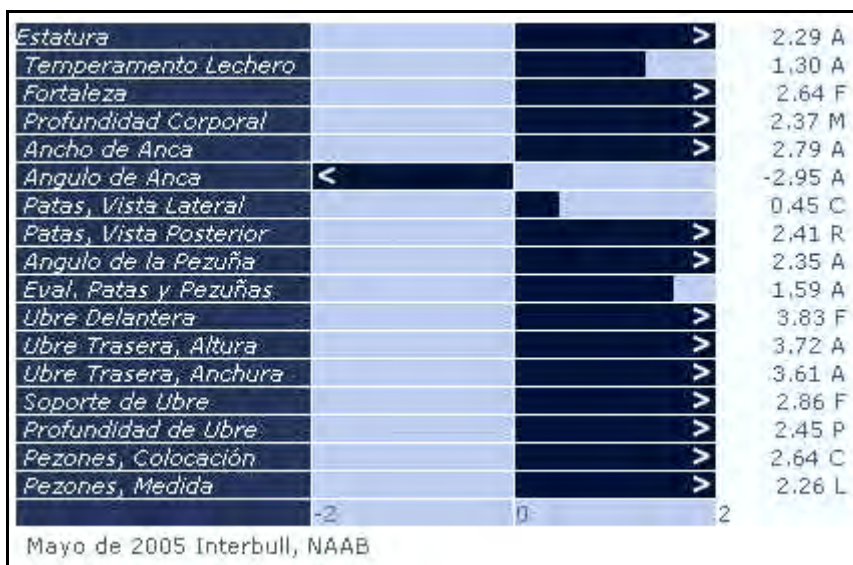 Estatura > 2.29 A
Temperamento Lechero 1.30 A
Fortaleza > 2.64 F
Profundidad Corporal > 2.37 M
Ancho de Anca > 2.79 A
Angulo de Anca < -2.95 A
Patas, Vista Lateral 0.45 C
Patas, Vista Posterior > 2.41 R
Angulo de la Pezuña > 2.35 A
Eval. Patas y Pezuñas 1.59 A
Ubre Delantera > 3.83 F
Ubre Trasera, Altura > 3.72 A
Ubre Trasera, Anchura > 3.61 A
Soporte de Ubre > 2.86 F
Profundidad de Ubre > 2.45 P
Pezones, Colocación > 2.64 C
Pezones, Medida > 2.26 L
-2 0 2
Mayo de 2005 Interbull, NAAB